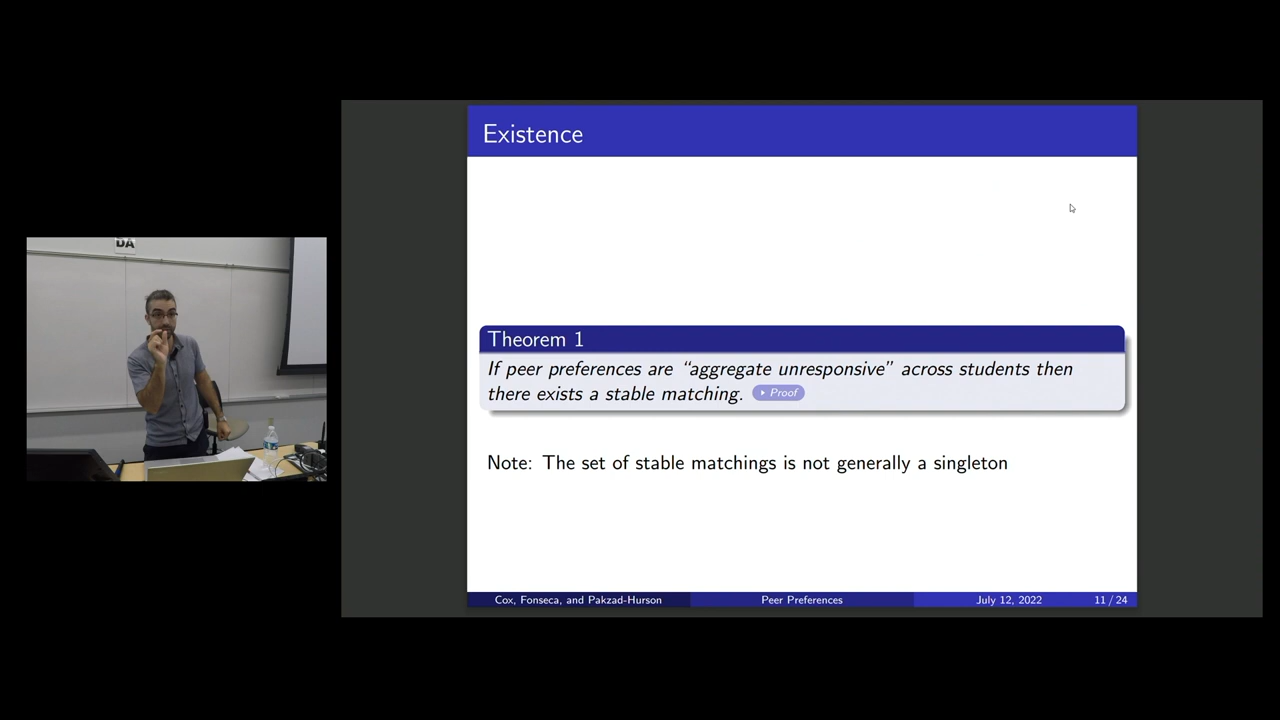 DA
Existence
Theorem 1
If peer preferences are “aggregate unresponsive” across students then
there exists a stable matching. Proof
Note: The set of stable matchings is not generally a singleton
Cox, Fonseca, and Pakzad-Hurson Peer Preferences July 12, 2022 11 / 24